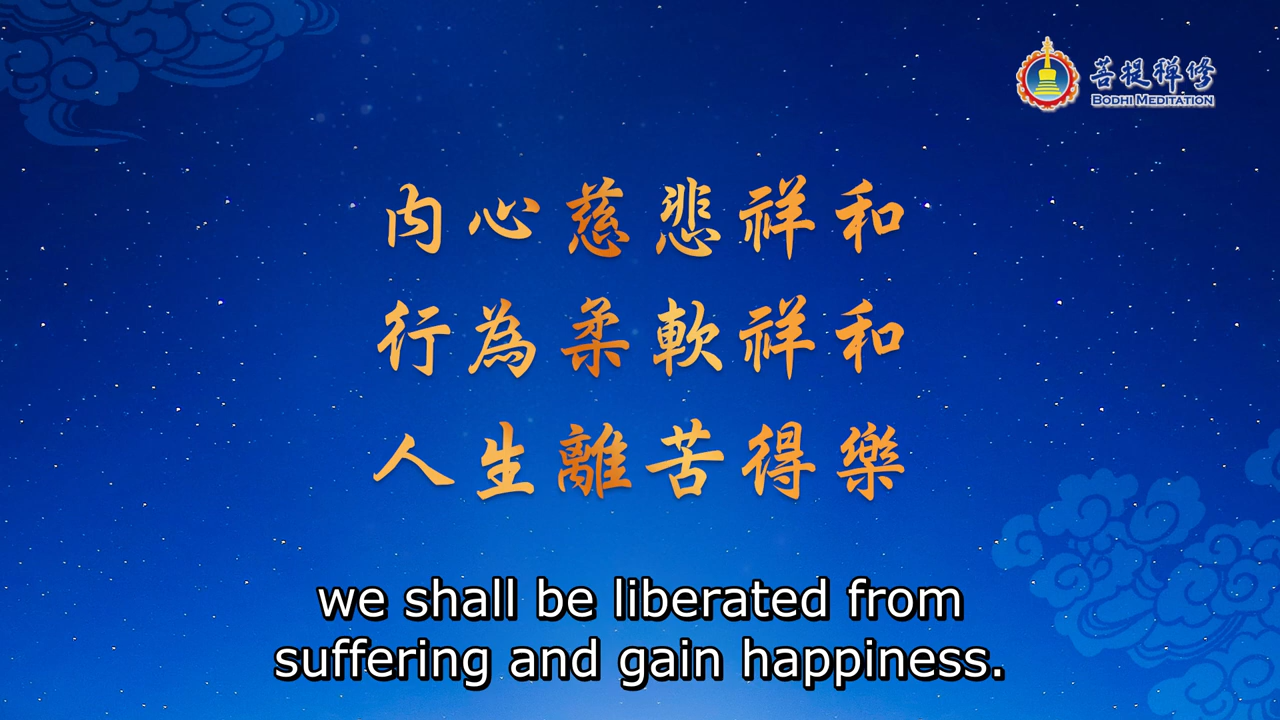 菩提禪修
BODHI MEDITATION
內心慈悲祥和
行為柔軟祥和
人生離苦得樂
we shall be liberated from
suffering and gain happiness.